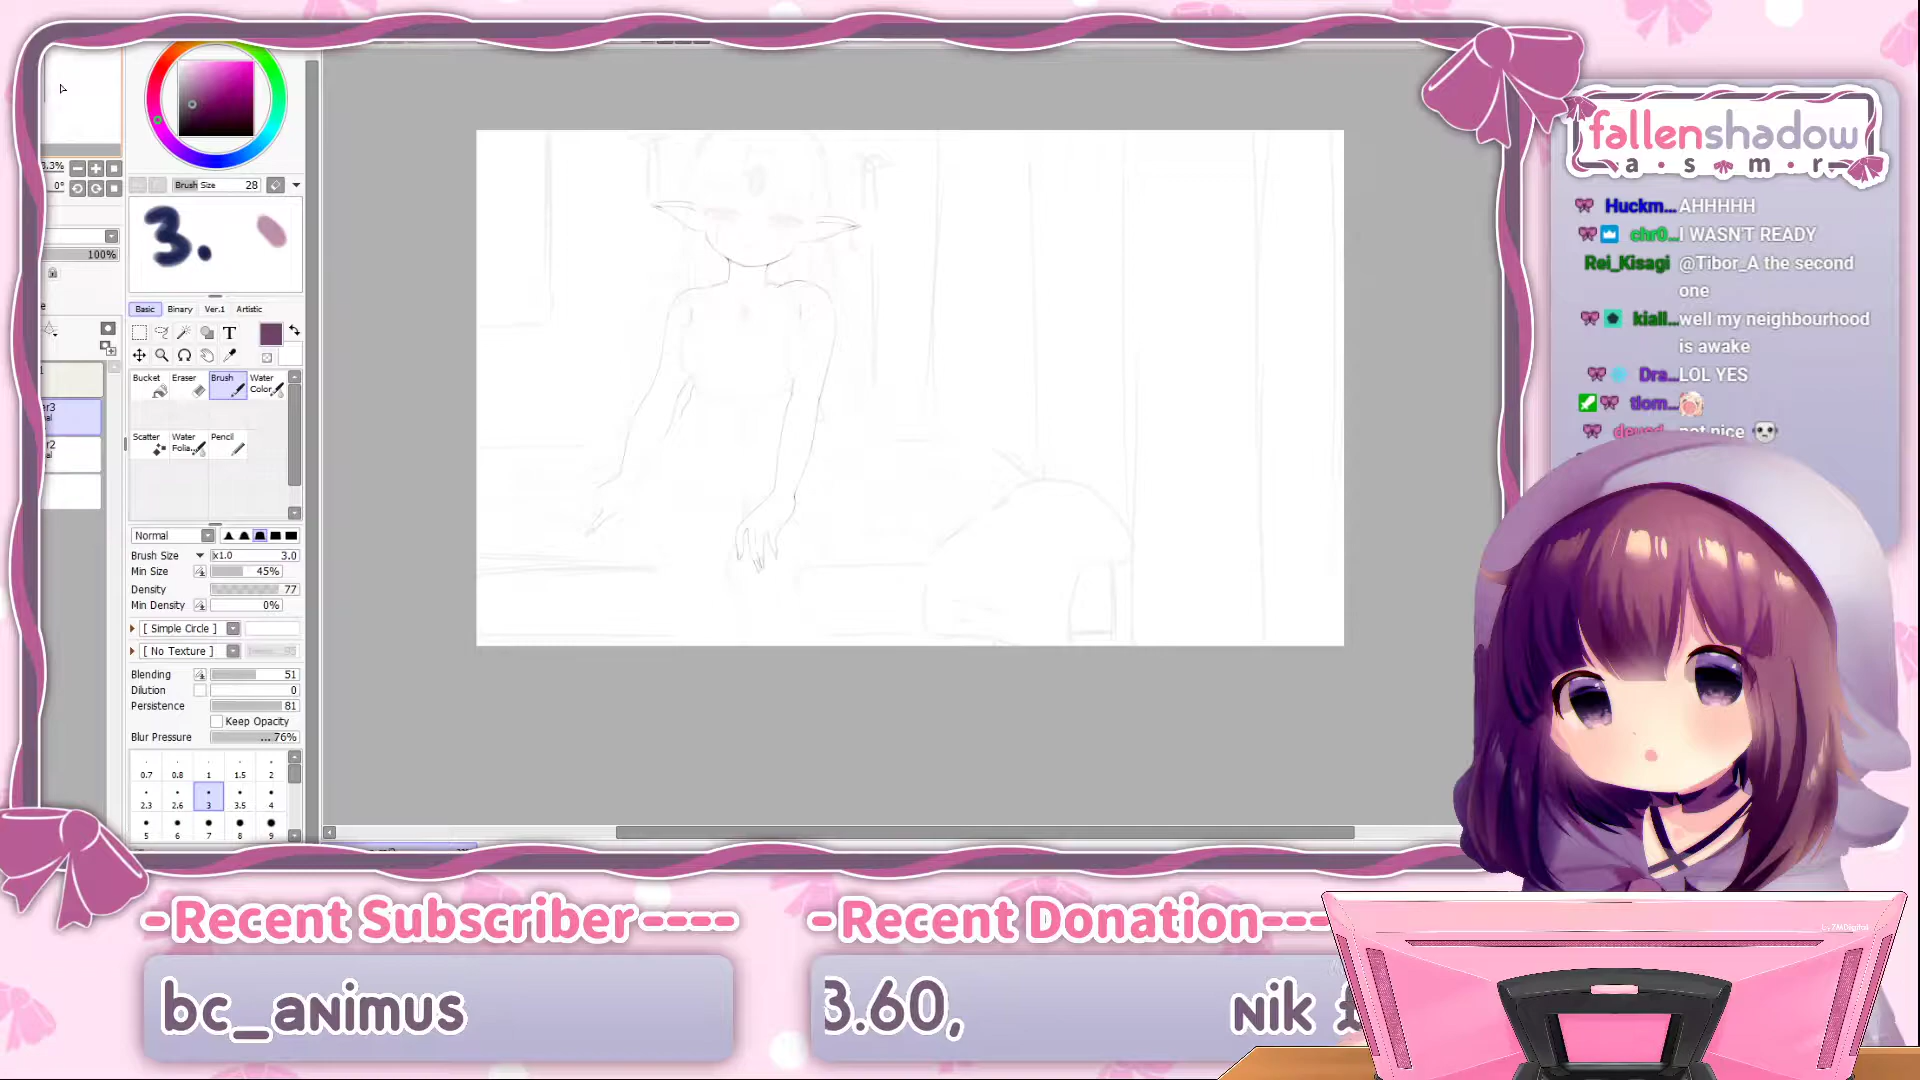 fallenshadow
a s m r
Huckm... AHHHHH
chr0... I WASN'T READY
Rei_Kisagi @Tibor_A the second
one
kiall... well my neighbourhood
is awake
Dra... LOL YES
tlom...
not nice
3.3%
0°
Brush Size 28
3.
100%
Basic Binary Ver.1 Artistic
T
Bucket Eraser Brush Water
Color
Scatter Water Pencil
Folia...
Normal
Brush Size x1.0 3.0
Min Size 45%
Density 77
Min Density 0%
[ Simple Circle ]
[ No Texture ]
Blending 51
Dilution 0
Persistence 81
Keep Opacity
Blur Pressure ... 76%
0.7 0.8 1 1.5 2
2.3 2.6 3 3.5 4
5 6 7 8 9
-Recent Subscriber----
-Recent Donation---
bc_animus
3.60, nik £